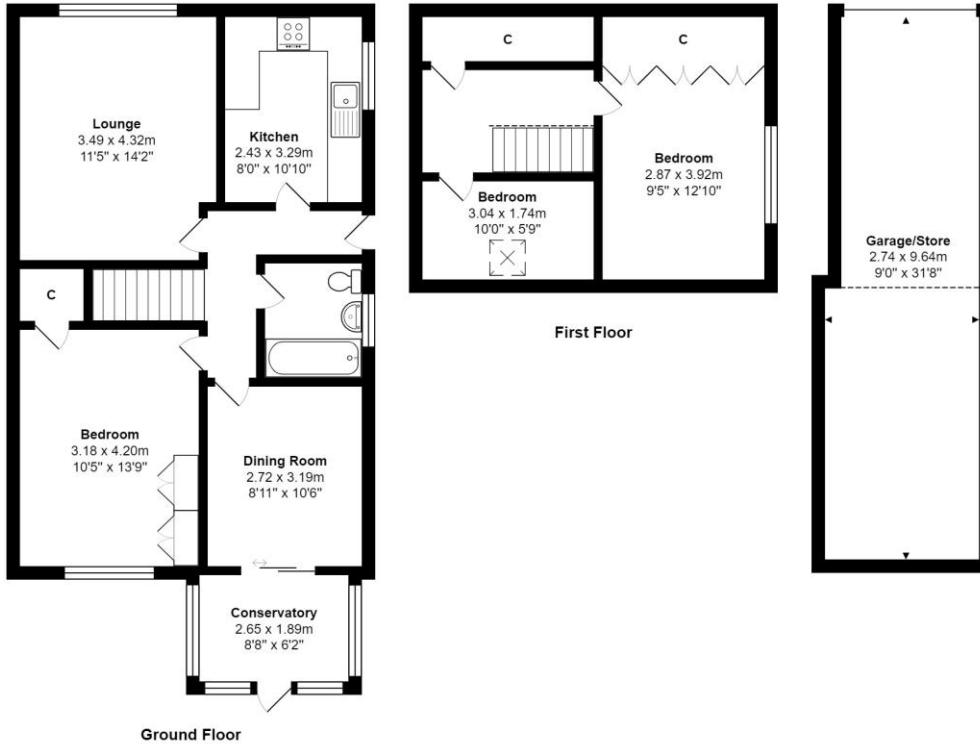 Lounge
3.49 x 4.32m
11'5" x 14'2"
Kitchen
2.43 x 3.29m
8'0" x 10'10"
C
Bedroom
3.18 x 4.20m
10'5" x 13'9"
Dining Room
2.72 x 3.19m
8'11" x 10'6"
Conservatory
2.65 x 1.89m
8'8" x 6'2"
Ground Floor
C
C
Bedroom
2.87 x 3.92m
9'5" x 12'10"
Bedroom
3.04 x 1.74m
10'0" x 5'9"
First Floor
Garage/Store
2.74 x 9.64m
9'0" x 31'8"